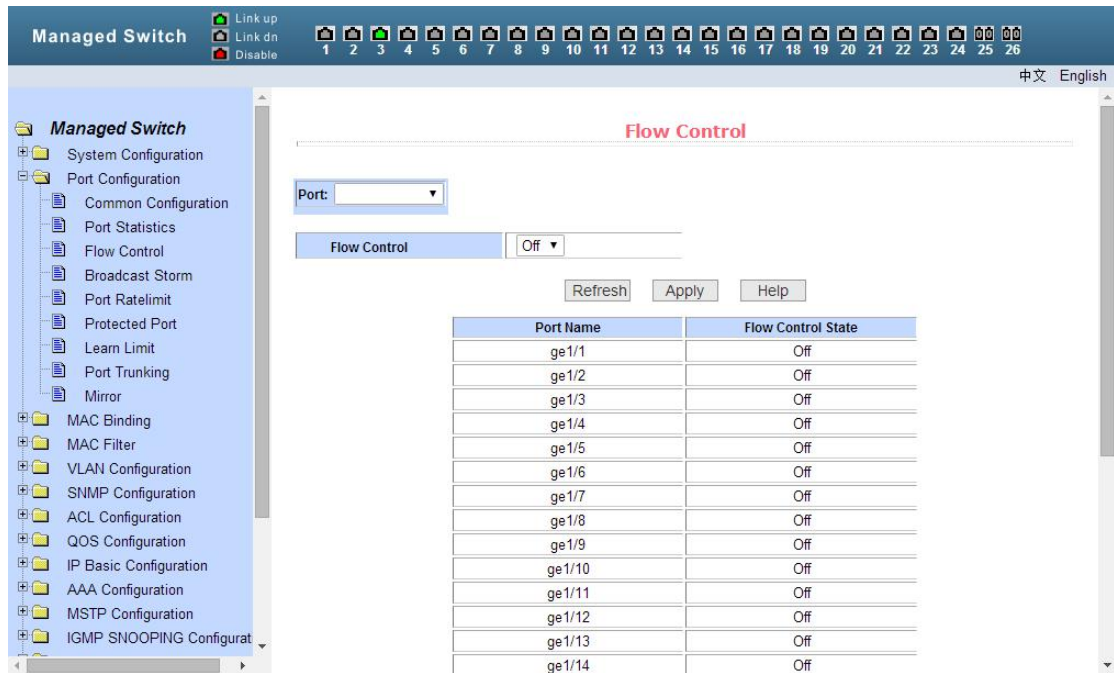 Managed Switch
Link up
Link dn
Disable
1 2 3 4 5 6 7 8 9 10 11 12 13 14 15 16 17 18 19 20 21 22 23 24 25 26
中文 English
Managed Switch
System Configuration
Port Configuration
Common Configuration
Port Statistics
Flow Control
Broadcast Storm
Port Ratelimit
Protected Port
Learn Limit
Port Trunking
Mirror
MAC Binding
MAC Filter
VLAN Configuration
SNMP Configuration
ACL Configuration
QOS Configuration
IP Basic Configuration
AAA Configuration
MSTP Configuration
IGMP SNOOPING Configurat
Flow Control
Port:
Flow Control Off
Refresh Apply Help
Port Name Flow Control State
ge1/1 Off
ge1/2 Off
ge1/3 Off
ge1/4 Off
ge1/5 Off
ge1/6 Off
ge1/7 Off
ge1/8 Off
ge1/9 Off
ge1/10 Off
ge1/11 Off
ge1/12 Off
ge1/13 Off
ge1/14 Off